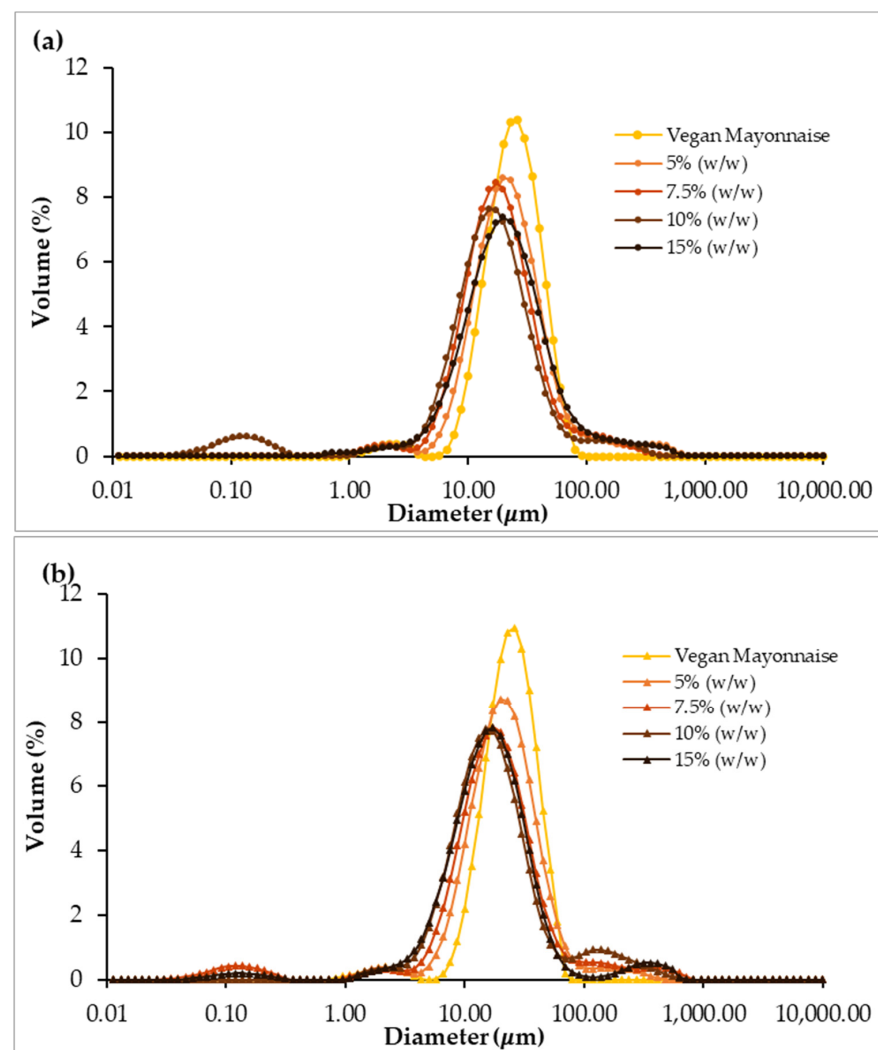 (a)
12
10
8
6
4
2
0
Volume (%)
0.01 0.10 1.00 10.00 100.00 1,000.00 10,000.00
Diameter (µm)
Vegan Mayonnaise
5% (w/w)
7.5% (w/w)
10% (w/w)
15% (w/w)
(b)
12
10
8
6
4
2
0
Volume (%)
0.01 0.10 1.00 10.00 100.00 1,000.00 10,000.00
Diameter (µm)
Vegan Mayonnaise
5% (w/w)
7.5% (w/w)
10% (w/w)
15% (w/w)